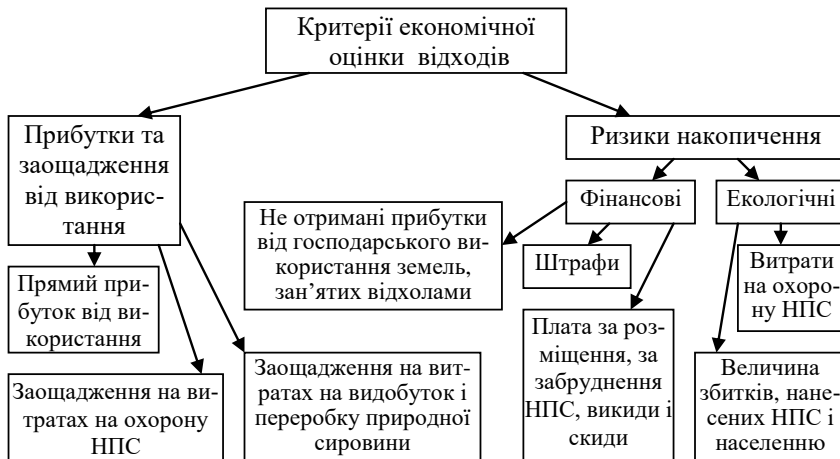 Критерії економічної
оцінки відходів
Прибутки та
заощадження
від використання
Ризики накопичення
Фінансові
Екологічні
Не отримані прибутки
від господарського ви-
користання земель,
зан’ятих відхолами
Штрафи
Витрати
на охоро-
ну НПС
Прямий при-
буток від ви-
користання
Плата за роз-
міщення, за
забруднення
НПС, викиди і
скиди
Величина
збитків, нане-
сених НПС і
населенню
Заощадження на ви-
тратах на охорону
НПС
Заощадження на вит-
ратах на видобуток і
переробку природної
сировини